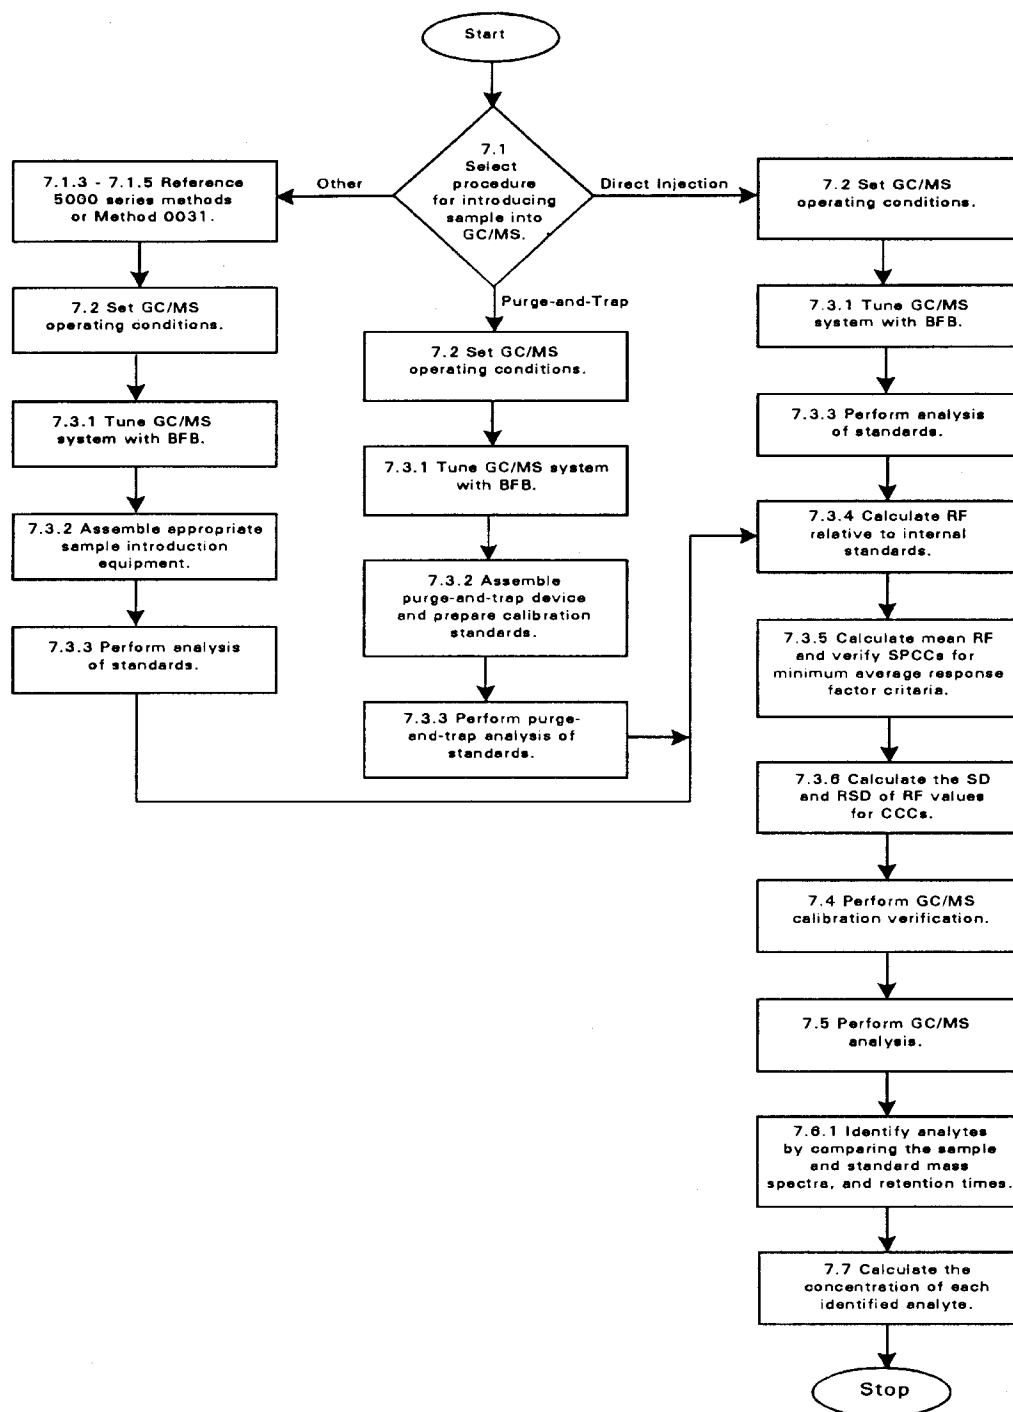 Start
7.1
Select
procedure
for introducing
sample into
GC/MS.
Other
Direct Injection
Purge-and-Trap
7.1.3 - 7.1.5 Reference
5000 series methods
or Method 0031.
7.2 Set GC/MS
operating conditions.
7.3.1 Tune GC/MS
system with BFB.
7.3.2 Assemble appropriate
sample introduction
equipment.
7.3.3 Perform analysis
of standards.
7.2 Set GC/MS
operating conditions.
7.3.1 Tune GC/MS system
with BFB.
7.3.2 Assemble
purge-and-trap device
and prepare calibration
standards.
7.3.3 Perform purge-
and-trap analysis of
standards.
7.2 Set GC/MS
operating conditions.
7.3.1 Tune GC/MS
system with BFB.
7.3.3 Perform analysis
of standards.
7.3.4 Calculate RF
relative to internal
standards.
7.3.5 Calculate mean RF
and verify SPCCs for
minimum average response
factor critaria.
7.3.6 Calculate the SD
and RSD of RF values
for CCCs.
7.4 Perform GC/MS
calibration verification.
7.5 Perform GC/MS
analysis.
7.6.1 Identify analytes
by comparing the sample
and standard mass
spectra, and retention times.
7.7 Calculate the
concentration of each
identified analyte.
Stop